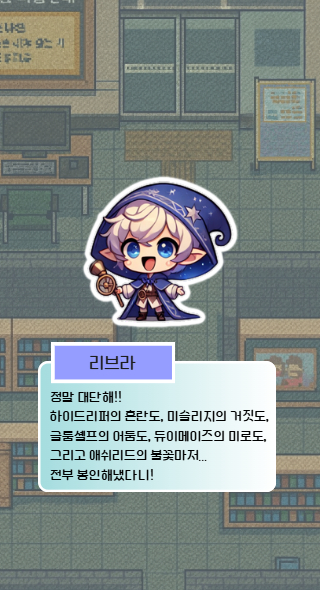 리브라
정말 대단해!!
하이드리퍼의 혼란도, 미슬리지의 거짓도,
글룸셸프의 어둠도, 듀이메이즈의 미로도,
그리고 애쉬리드의 불꽃마저...
전부 봉인해냈다니!